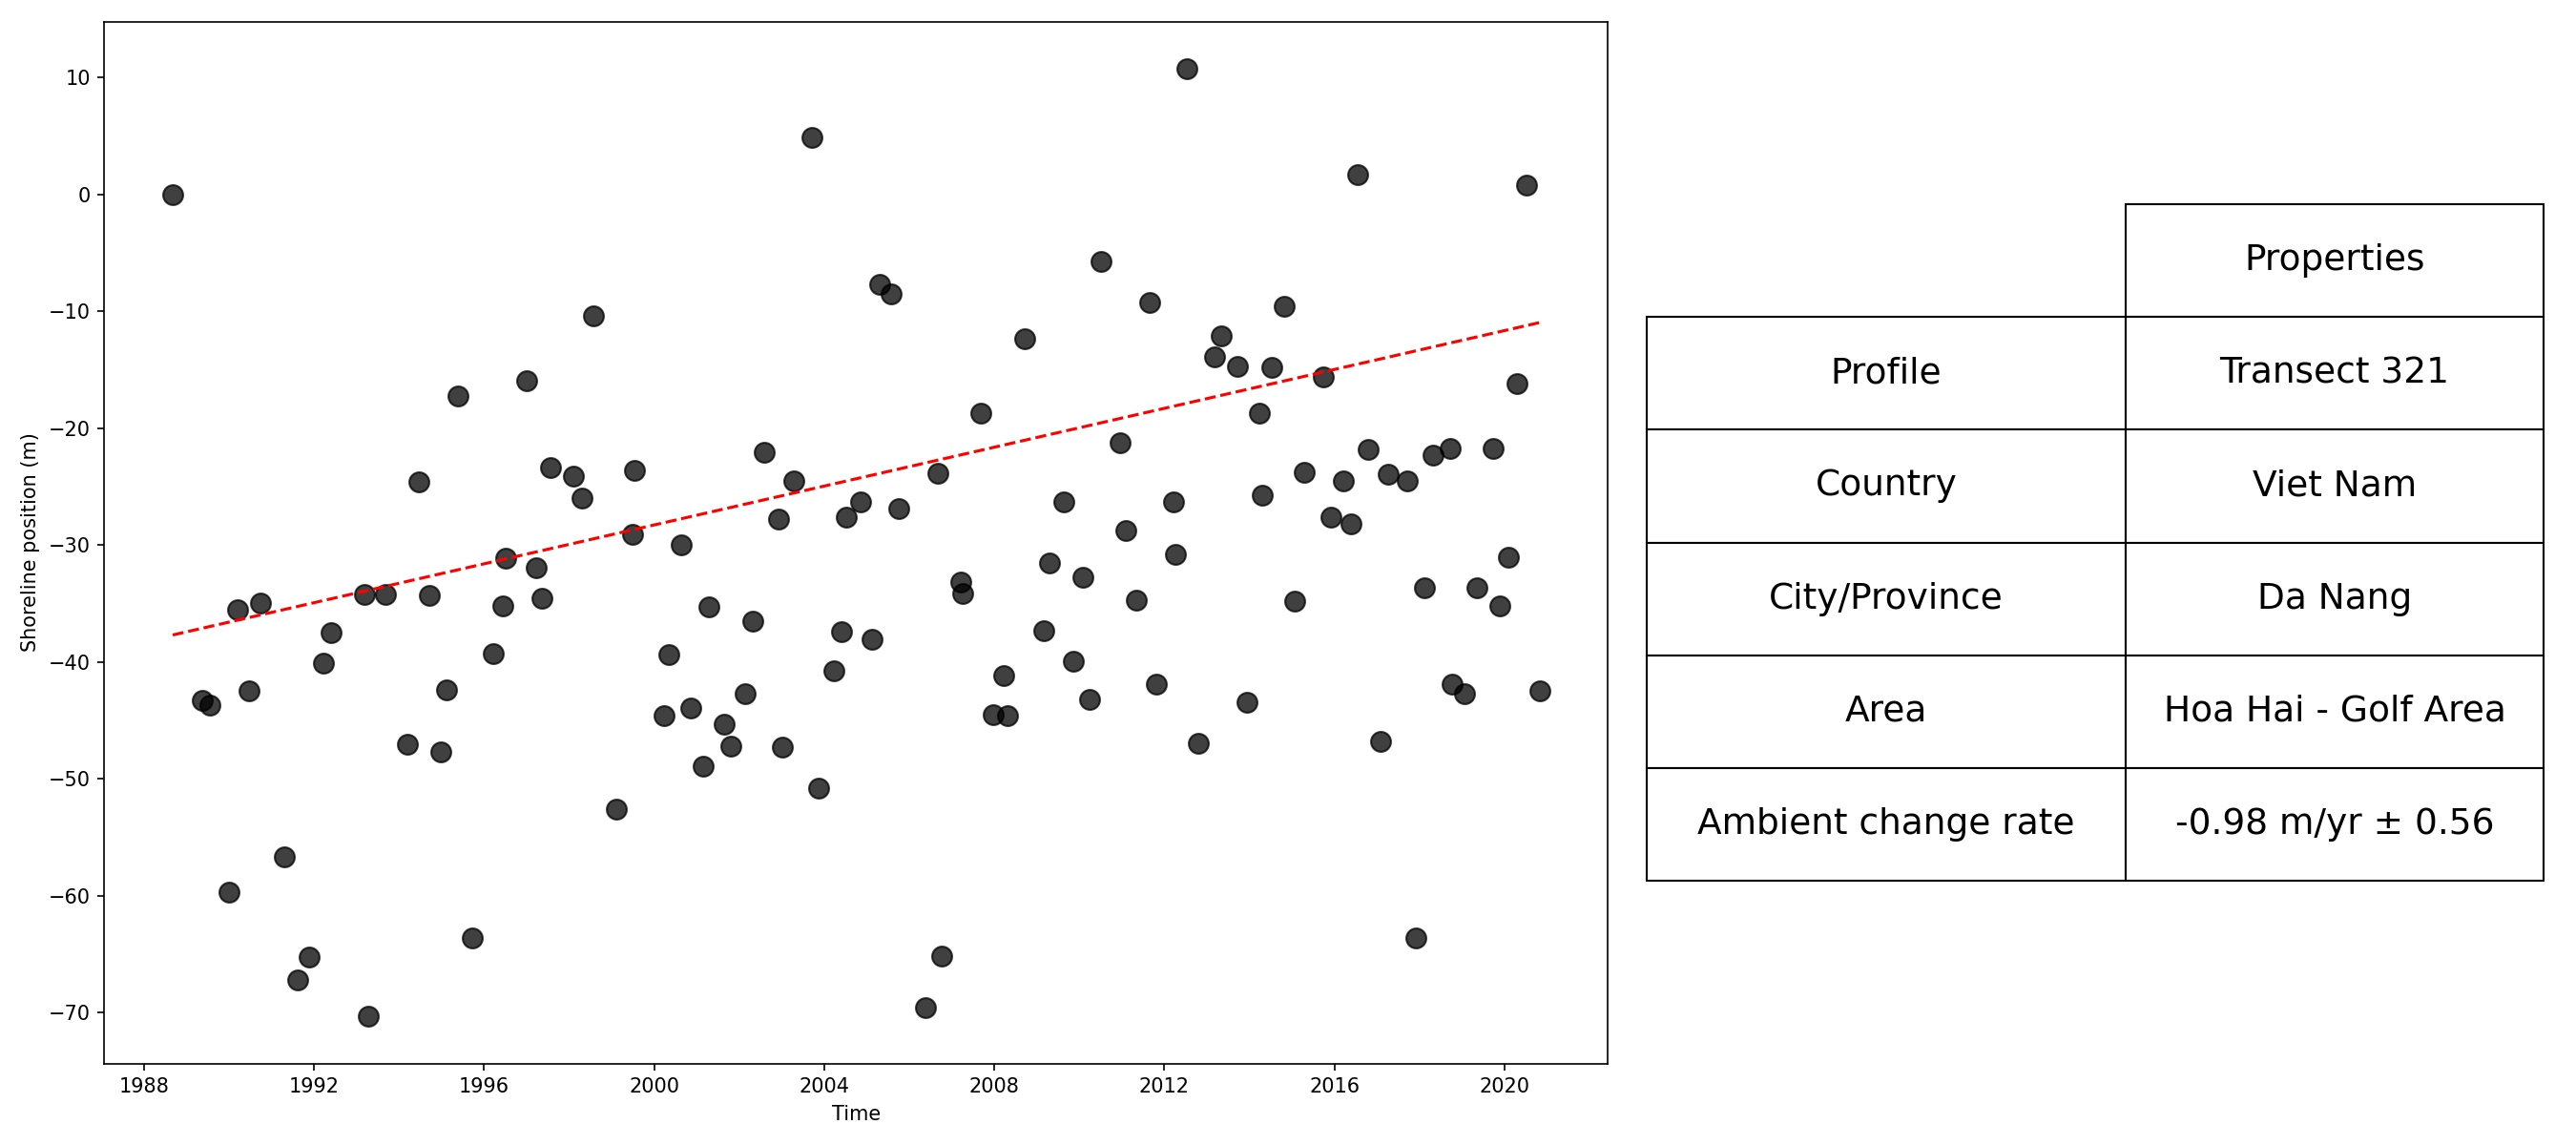 Shoreline position (m)
10
0
−10
−20
−30
−40
−50
−60
−70
1988 1992 1996 2000 2004 2008 2012 2016 2020
Time
Properties
Profile Transect 321
Country Viet Nam
City/Province Da Nang
Area Hoa Hai - Golf Area
Ambient change rate -0.98 m/yr ± 0.56